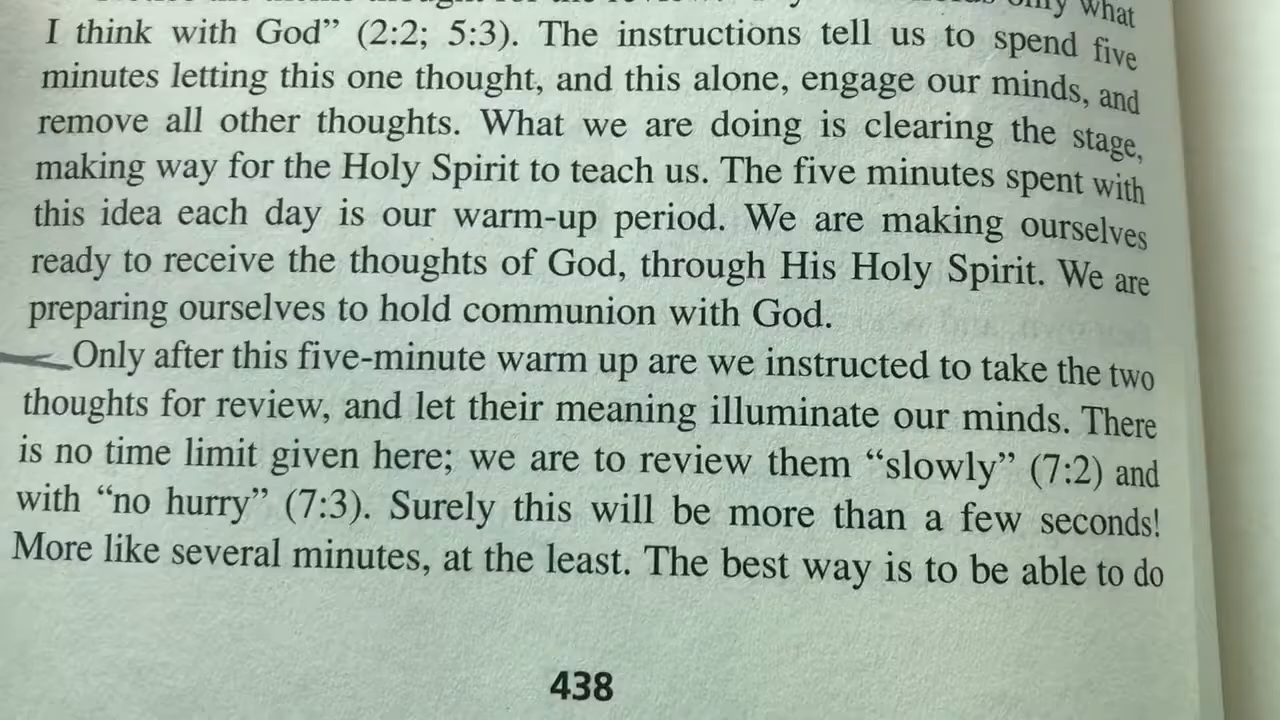 only what
I think with God” (2:2; 5:3). The instructions tell us to spend five
minutes letting this one thought, and this alone, engage our minds, and
remove all other thoughts. What we are doing is clearing the stage,
making way for the Holy Spirit to teach us. The five minutes spent with
this idea each day is our warm-up period. We are making ourselves
ready to receive the thoughts of God, through His Holy Spirit. We are
preparing ourselves to hold communion with God.
Only after this five-minute warm up are we instructed to take the two
thoughts for review, and let their meaning illuminate our minds. There
is no time limit given here; we are to review them “slowly” (7:2) and
with “no hurry” (7:3). Surely this will be more than a few seconds!
More like several minutes, at the least. The best way is to be able to do
438